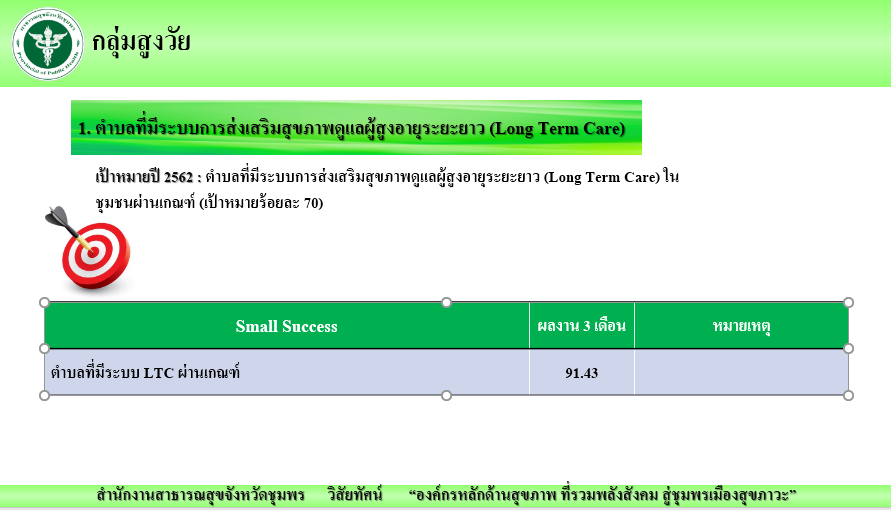 กลุ่มสูงวัย
1. ตำบลที่มีระบบการส่งเสริมสุขภาพดูแลผู้สูงอายุระยะยาว (Long Term Care)
เป้าหมายปี 2562 : ตำบลที่มีระบบการส่งเสริมสุขภาพดูแลผู้สูงอายุระยะยาว (Long Term Care) ใน
ชุมชนผ่านเกณฑ์ (เป้าหมายร้อยละ 70)
Small Success ผลงาน 3 เดือน หมายเหตุ
ตำบลที่มีระบบ LTC ผ่านเกณฑ์ 91.43
สำนักงานสาธารณสุขจังหวัดชุมพร วิสัยทัศน์ “องค์กรหลักด้านสุขภาพ ที่รวมพลังสังคม สู่ชุมพรเมืองสุขภาวะ”